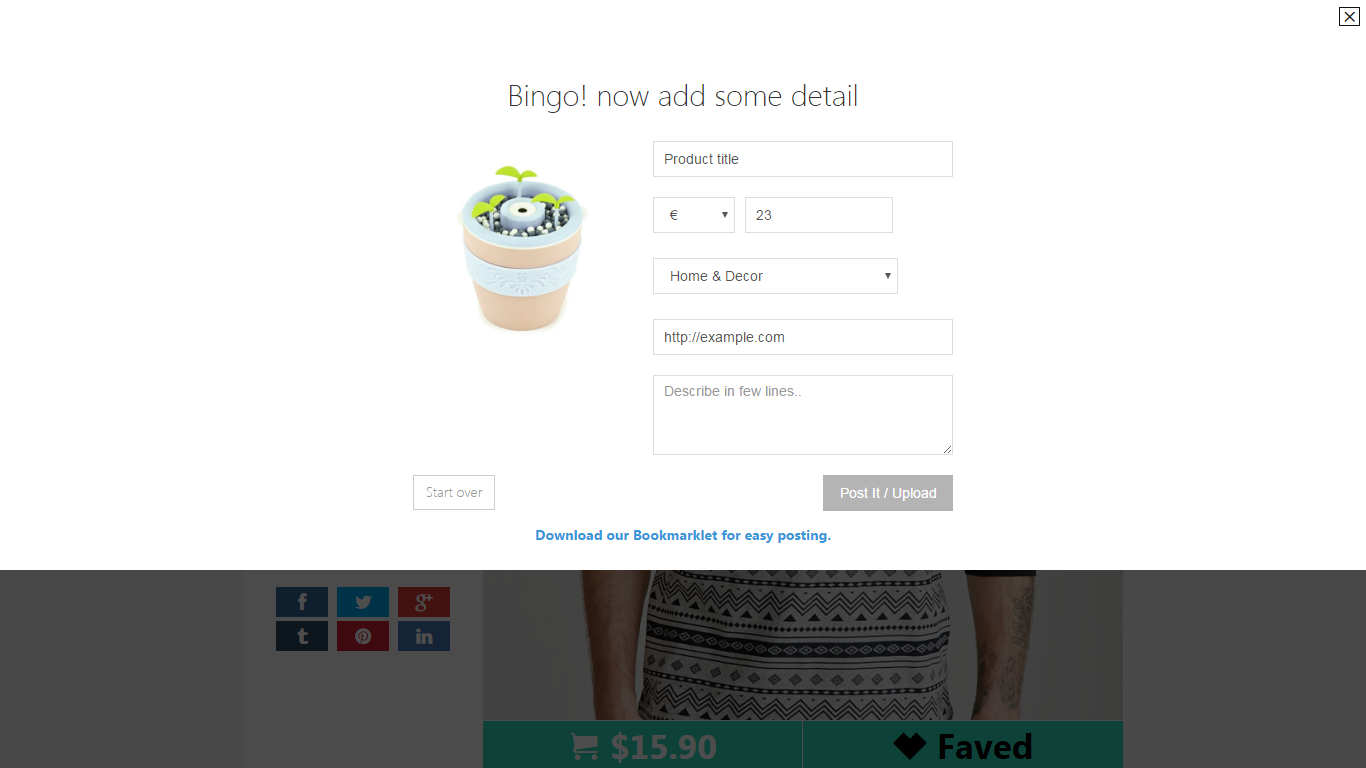 Bingo! now add some detail
Product title
€ 23
Home & Decor
http://example.com
Describe in few lines..
Start over
Post It / Upload
Download our Bookmarklet for easy posting.
f g+
t in
$15.90 Faved